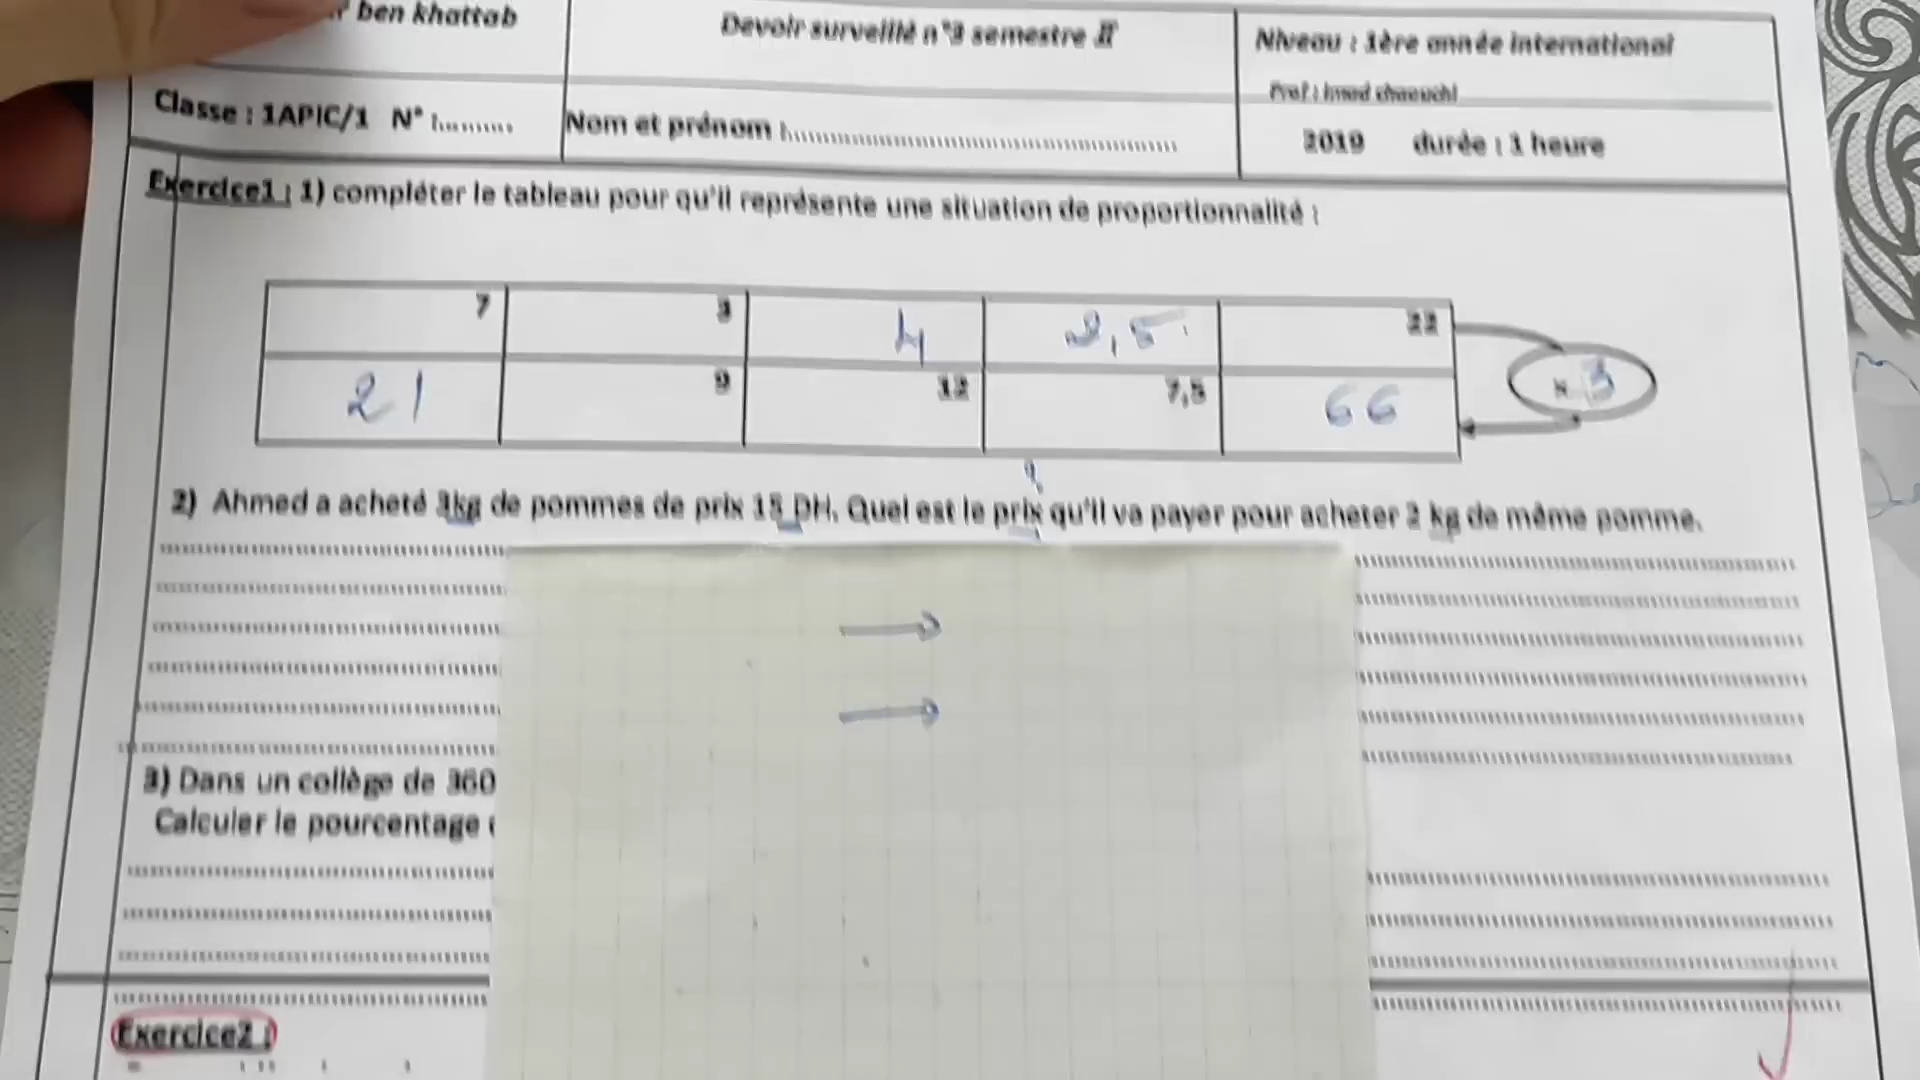 ben khattab
Devoir surveillé n°3 semestre II
Niveau : 1ère année international
Prof : Imad chaouchi
Classe : 1APIC/1 N° :.........
Nom et prénom :................................................
2019 durée : 1 heure
Exercice1 : 1) compléter le tableau pour qu'il représente une situation de proportionnalité :
7 3 4 2,5 22
21 9 12 7,5 66
× 3
2) Ahmed a acheté 3kg de pommes de prix 15 DH. Quel est le prix qu'il va payer pour acheter 2 kg de même pomme.
3) Dans un collège de 360
Calculer le pourcentage
Exercice2 :